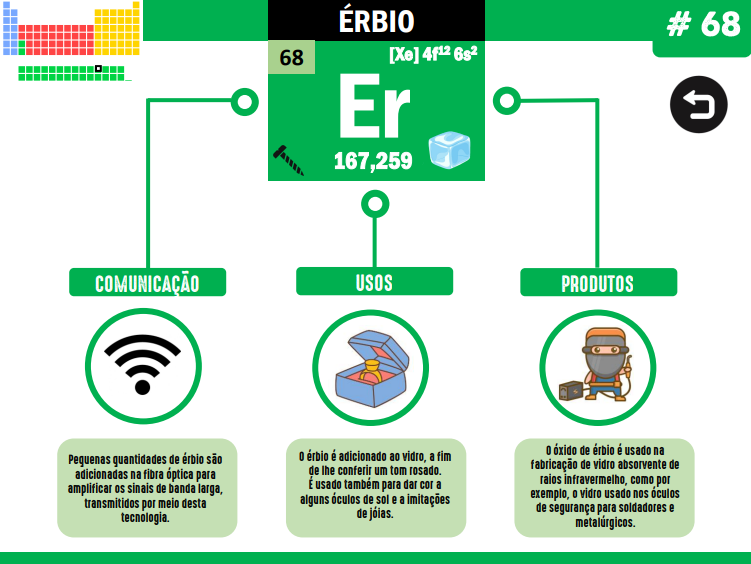 ÉRBIO
# 68
68
[Xe] 4f¹² 6s²
Er
167,259
COMUNICAÇÃO
USOS
PRODUTOS
Pequenas quantidades de érbio são
adicionadas na fibra óptica para
amplificar os sinais de banda larga,
transmitidos por meio desta
tecnologia.
O érbio é adicionado ao vidro, a fim
de lhe conferir um tom rosado.
É usado também para dar cor a
alguns óculos de sol e a imitações
de jóias.
O óxido de érbio é usado na
fabricação de vidro absorvente de
raios infravermelho, como por
exemplo, o vidro usado nos óculos
de segurança para soldadores e
metalúrgicos.